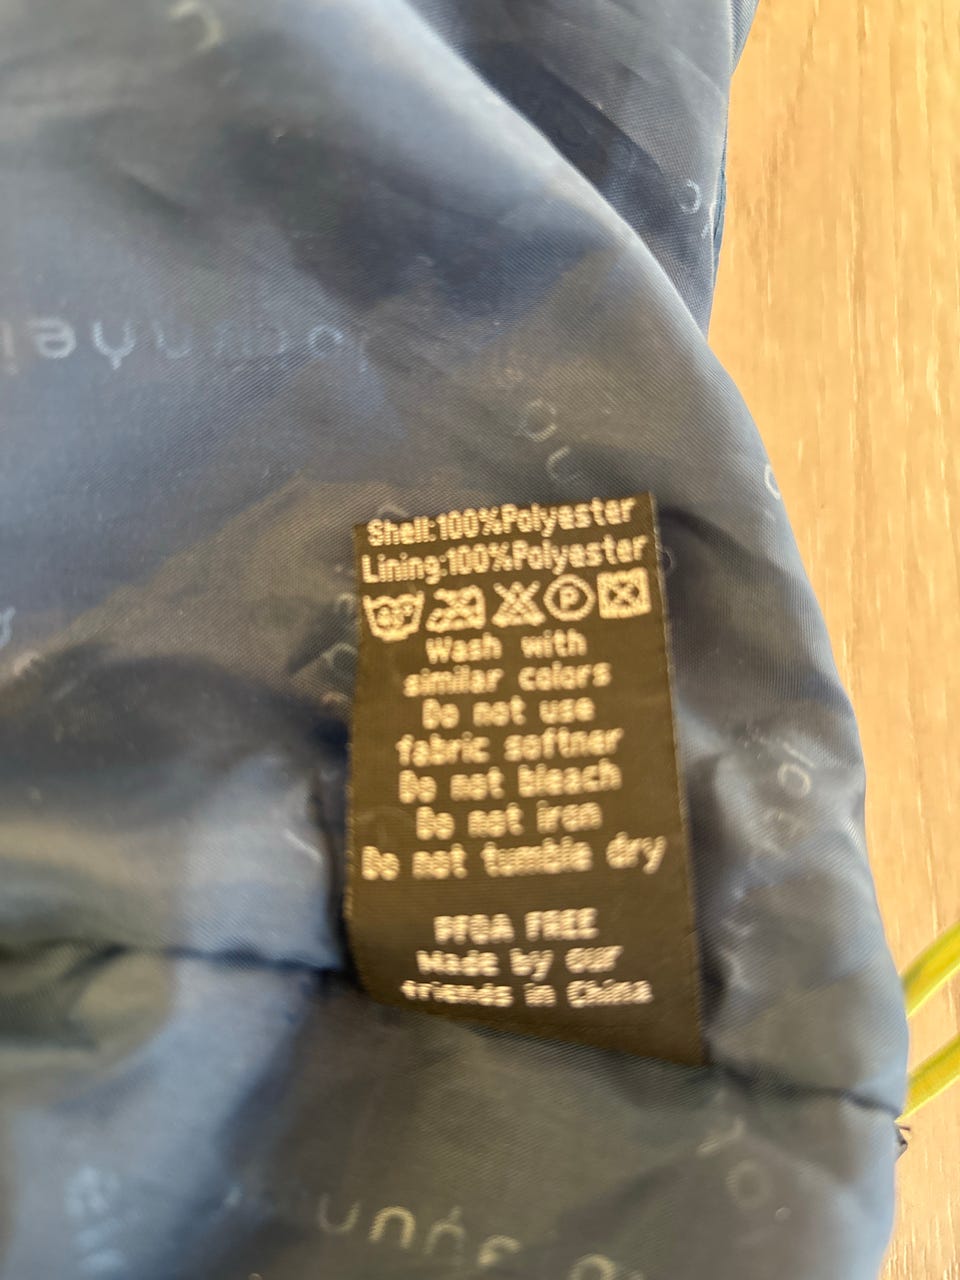 Shell:100%Polyester
Lining:100%Polyester
P
Wash with
similar colors
Do not use
fabric softner
Do not bleach
Do not iron
Do not tumble dry
PFOA FREE
Made by our
friends in China